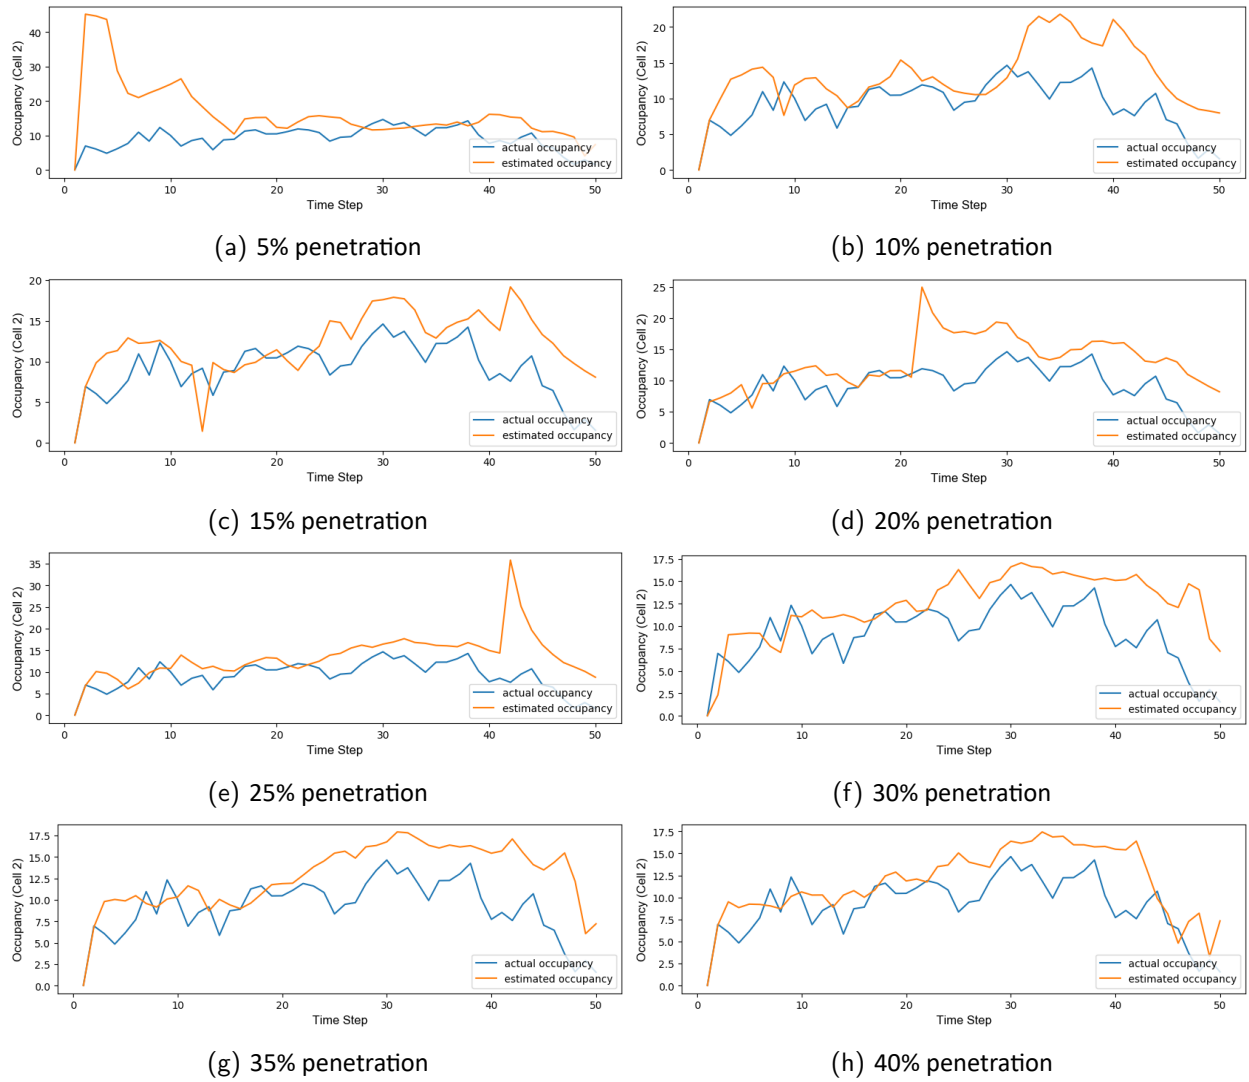 Occupancy (Cell 2)
40
30
20
10
0
actual occupancy
estimated occupancy
0 10 20 30 40 50
Time Step
(a) 5% penetration
Occupancy (Cell 2)
20
15
10
5
0
actual occupancy
estimated occupancy
0 10 20 30 40 50
Time Step
(b) 10% penetration
Occupancy (Cell 2)
20
15
10
5
0
actual occupancy
estimated occupancy
0 10 20 30 40 50
Time Step
(c) 15% penetration
Occupancy (Cell 2)
25
20
15
10
5
0
actual occupancy
estimated occupancy
0 10 20 30 40 50
Time Step
(d) 20% penetration
Occupancy (Cell 2)
35
30
25
20
15
10
5
0
actual occupancy
estimated occupancy
0 10 20 30 40 50
Time Step
(e) 25% penetration
Occupancy (Cell 2)
17.5
15.0
12.5
10.0
7.5
5.0
2.5
0.0
actual occupancy
estimated occupancy
0 10 20 30 40 50
Time Step
(f) 30% penetration
Occupancy (Cell 2)
17.5
15.0
12.5
10.0
7.5
5.0
2.5
0.0
actual occupancy
estimated occupancy
0 10 20 30 40 50
Time Step
(g) 35% penetration
Occupancy (Cell 2)
17.5
15.0
12.5
10.0
7.5
5.0
2.5
0.0
actual occupancy
estimated occupancy
0 10 20 30 40 50
Time Step
(h) 40% penetration